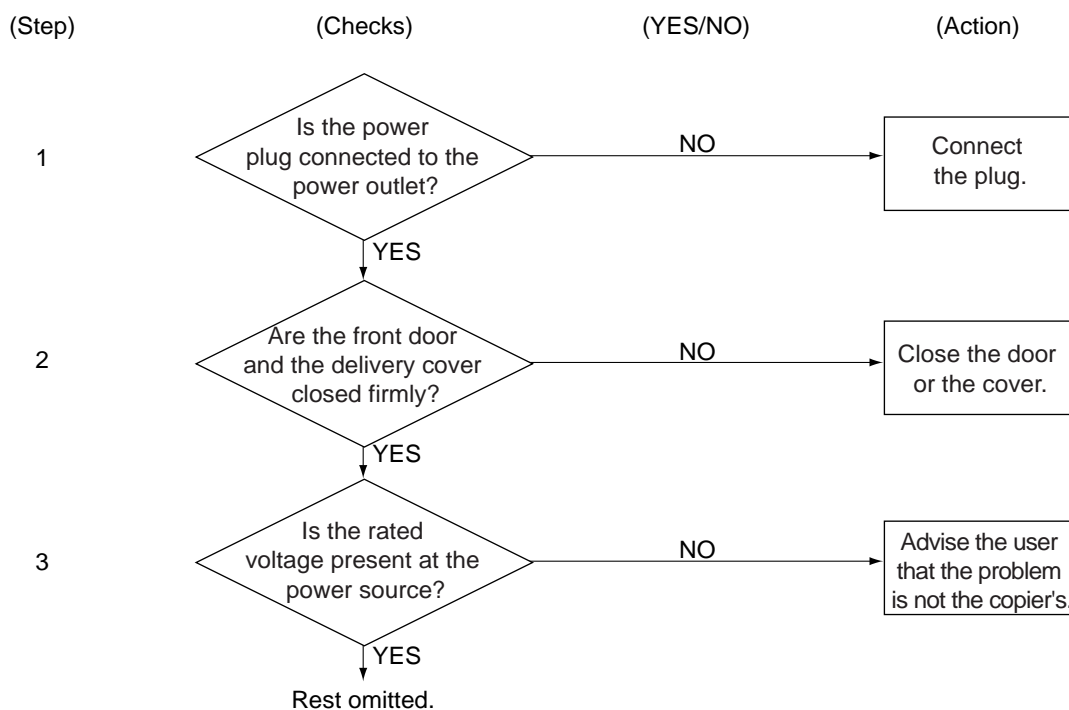 (Step) (Checks) (YES/NO) (Action)
1
Is the power
plug connected to the
power outlet?
NO
Connect
the plug.
YES
2
Are the front door
and the delivery cover
closed firmly?
NO
Close the door
or the cover.
YES
3
Is the rated
voltage present at the
power source?
NO
Advise the user
that the problem
is not the copier's.
YES
Rest omitted.